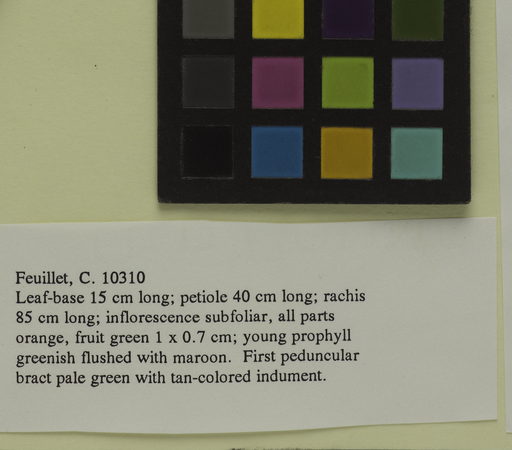 Feuillet, C. 10310
Leaf-base 15 cm long; petiole 40 cm long; rachis
85 cm long; inflorescence subfoliar, all parts
orange, fruit green 1 x 0.7 cm; young prophyll
greenish flushed with maroon. First peduncular
bract pale green with tan-colored indument.